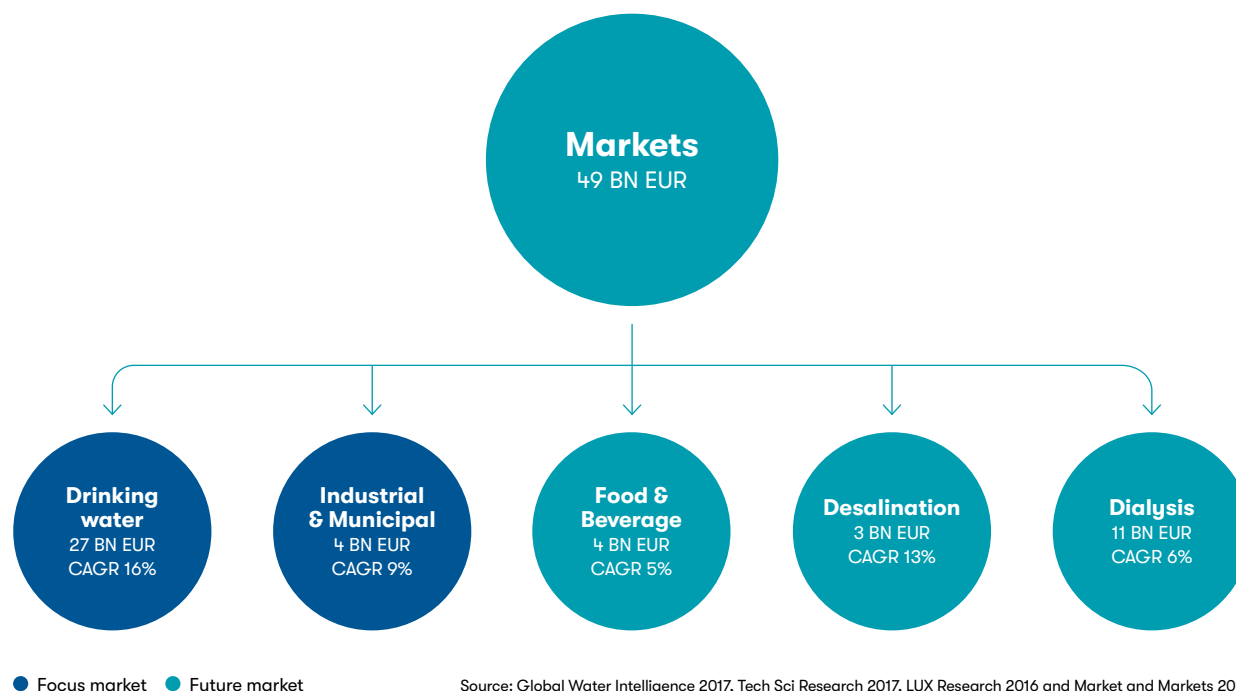 Markets
49 BN EUR
Drinking
water
27 BN EUR
CAGR 16%
Industrial
& Municipal
4 BN EUR
CAGR 9%
Food &
Beverage
4 BN EUR
CAGR 5%
Desalination
3 BN EUR
CAGR 13%
Dialysis
11 BN EUR
CAGR 6%
Focus market
Future market
Source: Global Water Intelligence 2017, Tech Sci Research 2017, LUX Research 2016 and Market and Markets 20